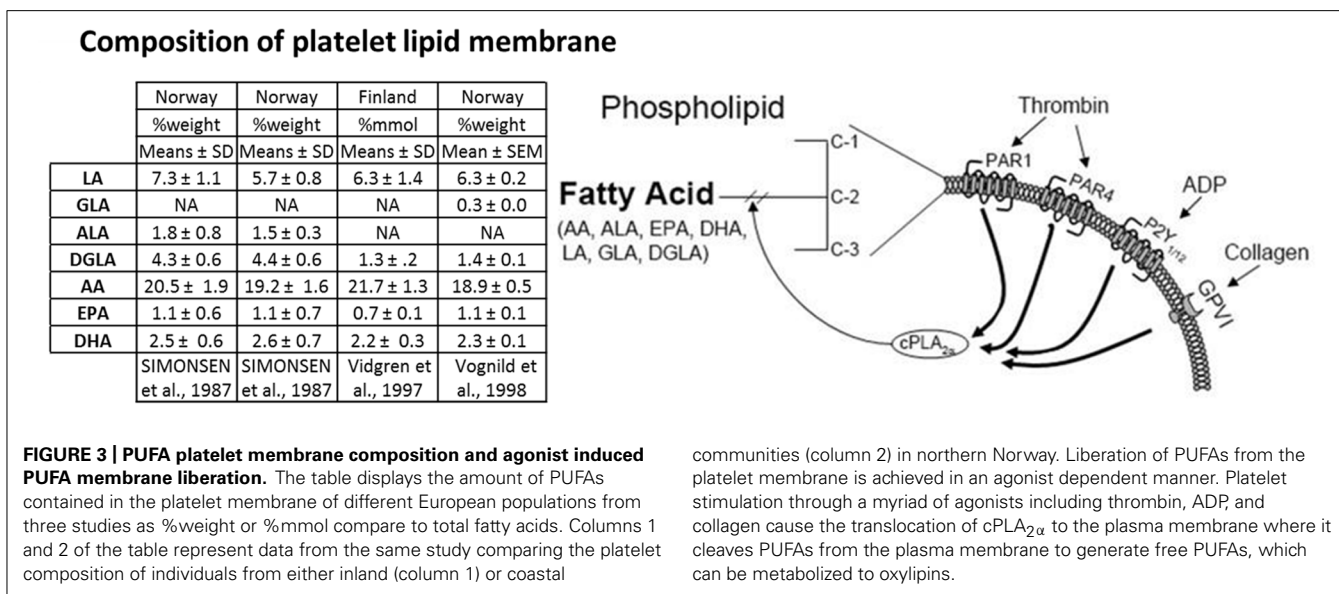 Composition of platelet lipid membrane
Norway Norway Finland Norway
%weight %weight %mmol %weight
Means ± SD Means ± SD Means ± SD Mean ± SEM
LA 7.3 ± 1.1 5.7 ± 0.8 6.3 ± 1.4 6.3 ± 0.2
GLA NA NA NA 0.3 ± 0.0
ALA 1.8 ± 0.8 1.5 ± 0.3 NA NA
DGLA 4.3 ± 0.6 4.4 ± 0.6 1.3 ± .2 1.4 ± 0.1
AA 20.5 ± 1.9 19.2 ± 1.6 21.7 ± 1.3 18.9 ± 0.5
EPA 1.1 ± 0.6 1.1 ± 0.7 0.7 ± 0.1 1.1 ± 0.1
DHA 2.5 ± 0.6 2.6 ± 0.7 2.2 ± 0.3 2.3 ± 0.1
SIMONSEN SIMONSEN Vidgren et Vognild et
et al., 1987 et al., 1987 al., 1997 al., 1998
Phospholipid
C-1
Fatty Acid
C-2
(AA, ALA, EPA, DHA,
LA, GLA, DGLA)
C-3
Thrombin
PAR1
PAR4
ADP
P2Y1/12
Collagen
GPVI
cPLA2α
FIGURE 3 | PUFA platelet membrane composition and agonist induced
PUFA membrane liberation. The table displays the amount of PUFAs
contained in the platelet membrane of different European populations from
three studies as %weight or %mmol compare to total fatty acids. Columns 1
and 2 of the table represent data from the same study comparing the platelet
composition of individuals from either inland (column 1) or coastal
communities (column 2) in northern Norway. Liberation of PUFAs from the
platelet membrane is achieved in an agonist dependent manner. Platelet
stimulation through a myriad of agonists including thrombin, ADP, and
collagen cause the translocation of cPLA2α to the plasma membrane where it
cleaves PUFAs from the plasma membrane to generate free PUFAs, which
can be metabolized to oxylipins.